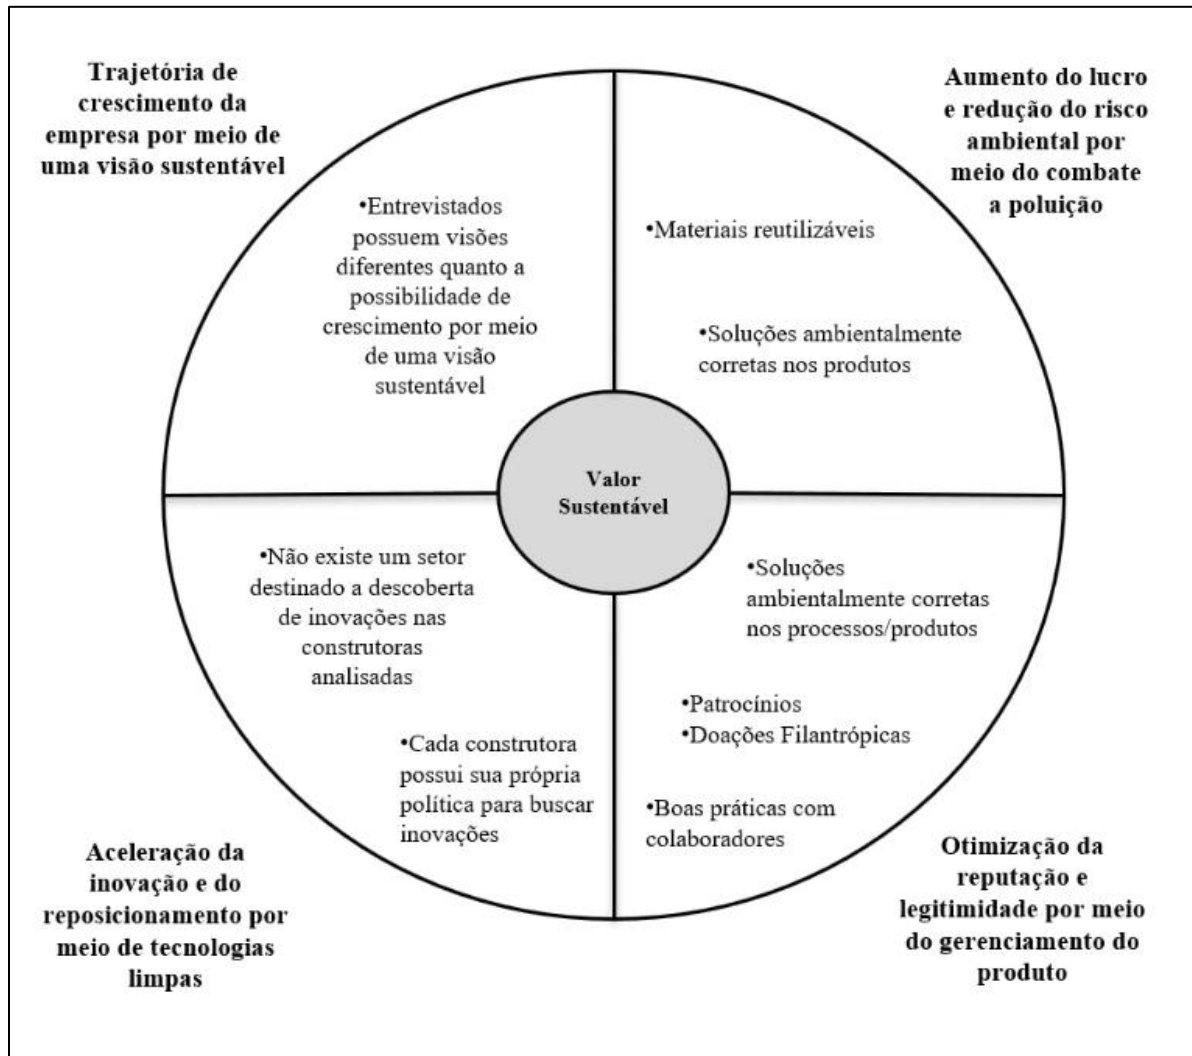 Trajetória de
crescimento da
empresa por meio de
uma visão sustentável
Aumento do lucro
e redução do risco
ambiental por
meio do combate
a poluição
•Entrevistados
possuem visões
diferentes quanto a
possibilidade de
crescimento por meio
de uma visão
sustentável
•Materiais reutilizáveis
•Soluções ambientalmente
corretas nos produtos
Valor
Sustentável
•Não existe um setor
destinado a descoberta
de inovações nas
construtoras
analisadas
•Cada construtora
possui sua própria
política para buscar
inovações
•Soluções
ambientalmente corretas
nos processos/produtos
•Patrocínios
•Doações Filantrópicas
•Boas práticas com
colaboradores
Aceleração da
inovação e do
reposicionamento por
meio de tecnologias
limpas
Otimização da
reputação e
legitimidade por meio
do gerenciamento do
produto